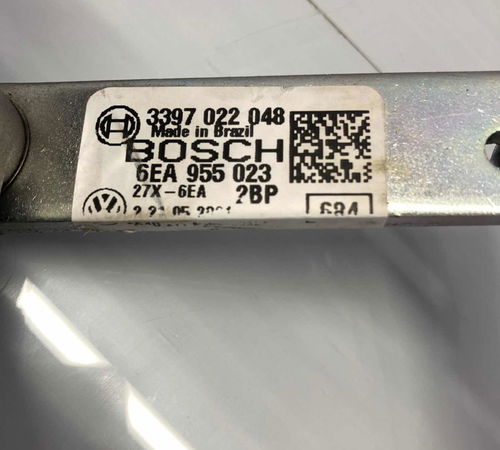 3397 022 048
Made in Brazil
BOSCH
6EA 955 023
27X-6EA 2BP
684